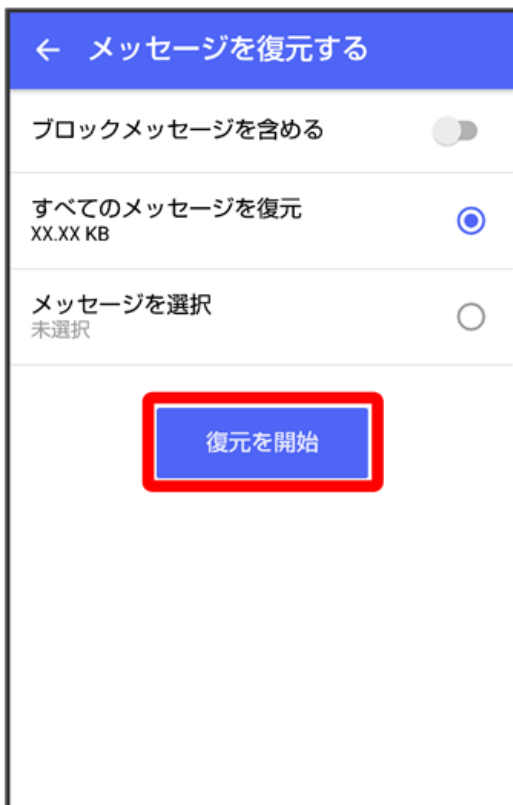 メッセージを復元する
ブロックメッセージを含める
すべてのメッセージを復元
XX.XX KB
メッセージを選択
未選択
復元を開始